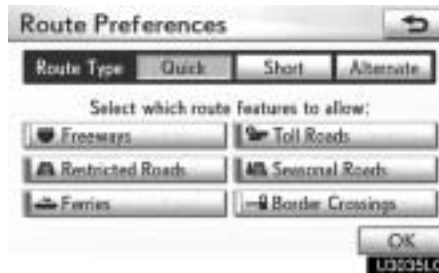 Route Preferences
Route Type Quick Short Alternate
Select which route features to allow:
Freeways Toll Roads
Restricted Roads Seasonal Roads
Ferries Border Crossings
OK
U3035LC